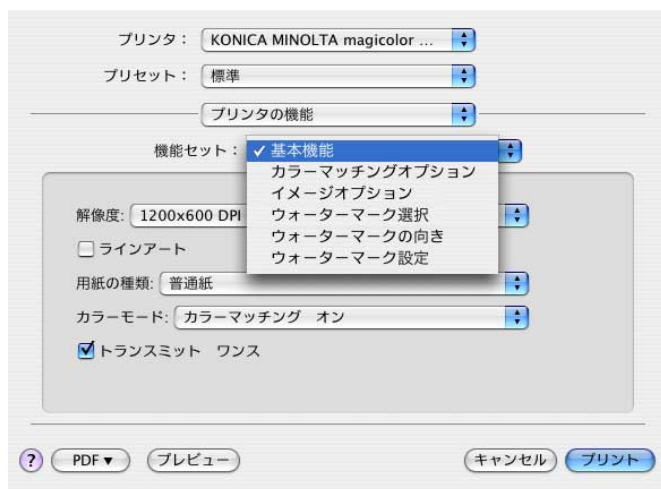 プリンタ： KONICA MINOLTA magicolor ...
プリセット： 標準
プリンタの機能
機能セット： ✓ 基本機能
カラーマッチングオプション
イメージオプション
ウォーターマーク選択
ウォーターマークの向き
ウォーターマーク設定
解像度: 1200x600 DPI
ラインアート
用紙の種類: 普通紙
カラーモード: カラーマッチング　オン
トランスミット　ワンス
? PDF▼ プレビュー キャンセル プリント